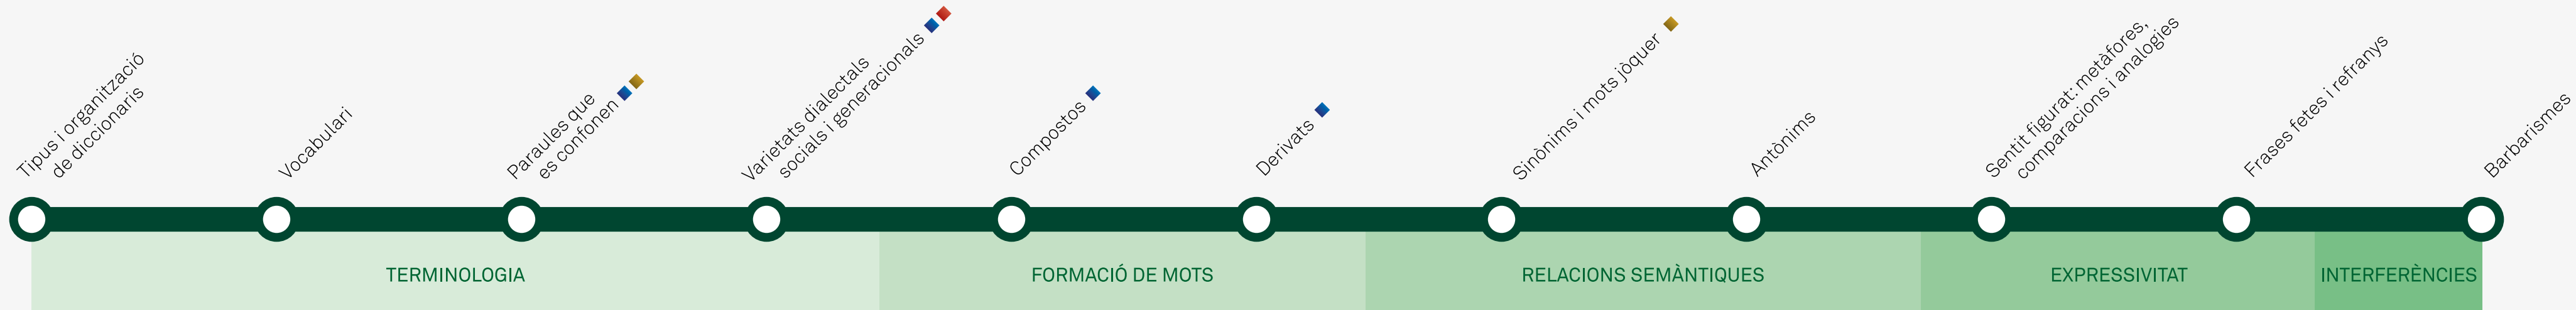 Tipus i organització
de diccionaris
Vocabulari
Paraules que
es confonen
Varietats dialectals
socials i generacionals
Compostos
Derivats
Sinònims i mots jòquer
Antònims
Sentit figurat: metàfores,
comparacions i analogies
Frases fetes i refranys
Barbarismes
TERMINOLOGIA
FORMACIÓ DE MOTS
RELACIONS SEMÀNTIQUES
EXPRESSIVITAT
INTERFERÈNCIES